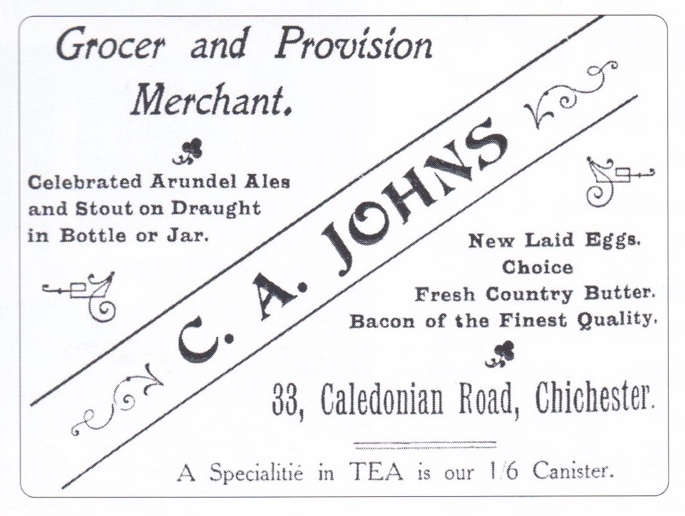 Grocer and Provision
Merchant.
Celebrated Arundel Ales
and Stout on Draught
in Bottle or Jar.
C. A. JOHNS
New Laid Eggs.
Choice
Fresh Country Butter.
Bacon of the Finest Quality.
33, Caledonian Road, Chichester.
A Specialitié in TEA is our 1/6 Canister.